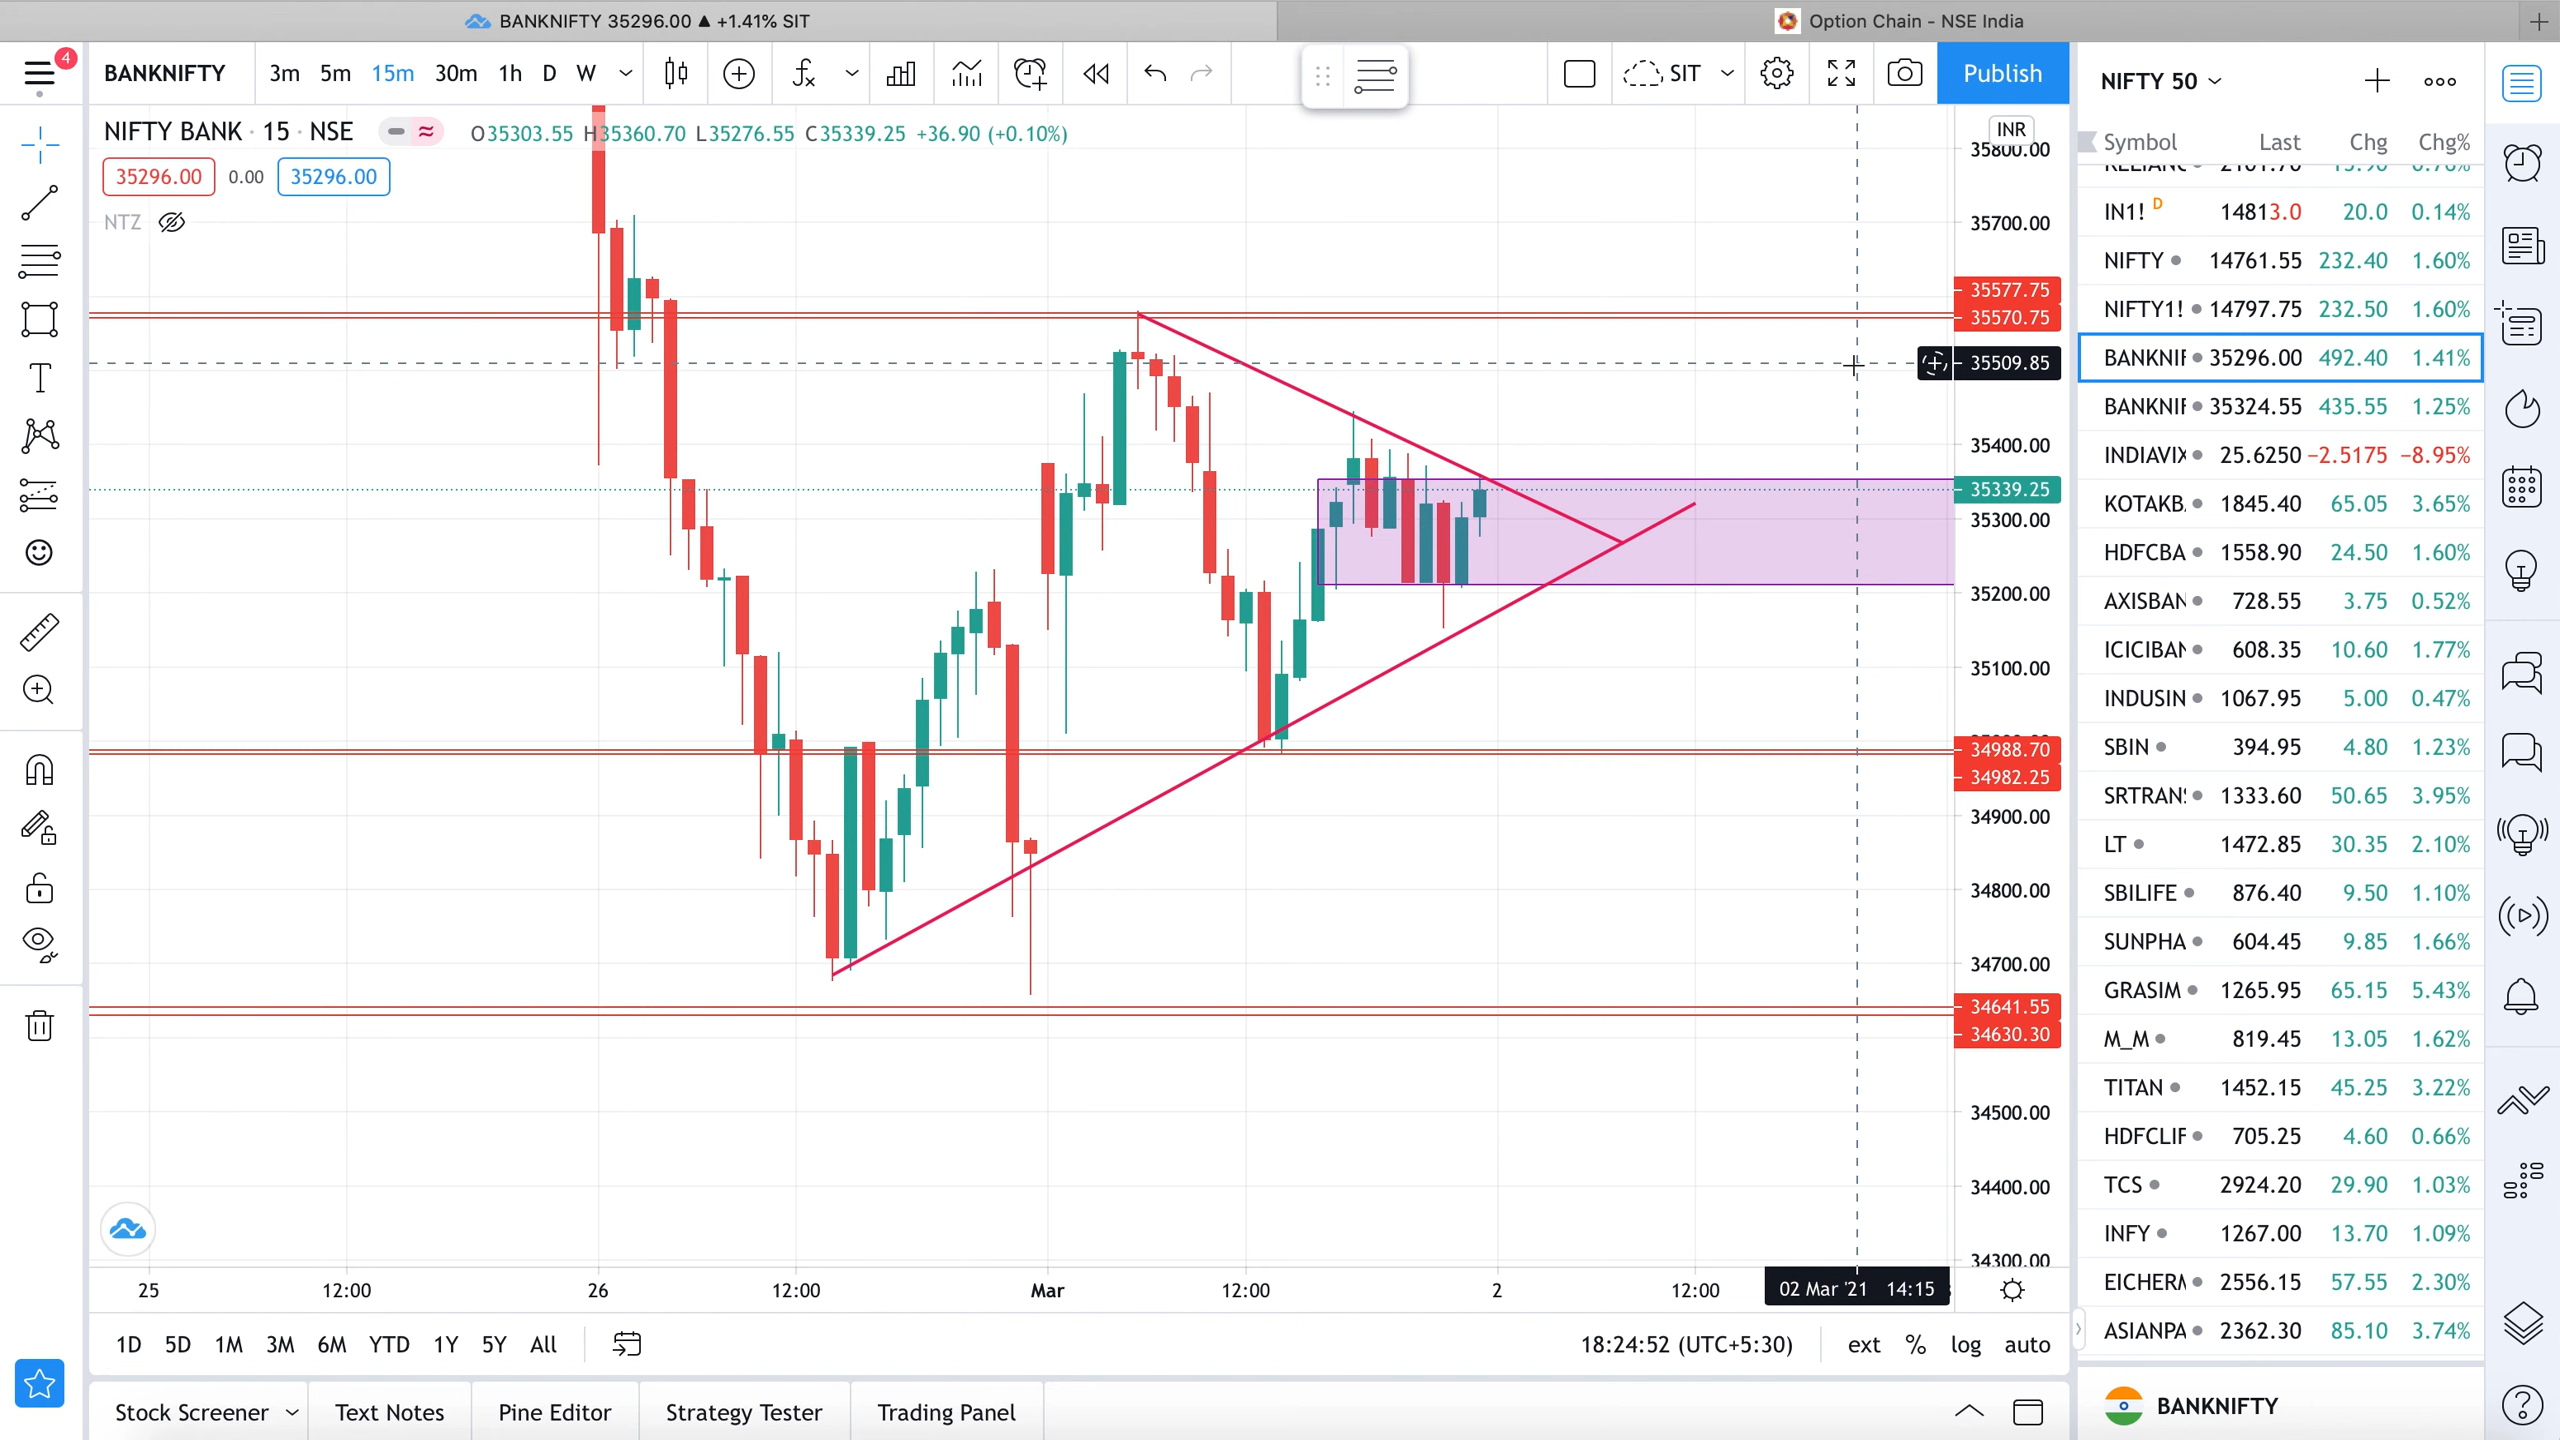 BANKNIFTY 35296.00 ▲ +1.41% SIT
Option Chain - NSE India
4
BANKNIFTY 3m 5m 15m 30m 1h D W
SIT
Publish
NIFTY BANK · 15 · NSE O35303.55 H35360.70 L35276.55 C35339.25 +36.90 (+0.10%)
35296.00 0.00 35296.00
NTZ
INR
35800.00
35700.00
35577.75
35570.75
35509.85
35400.00
35339.25
35300.00
35200.00
35100.00
34988.70
34982.25
34900.00
34800.00
34700.00
34641.55
34630.30
34500.00
34400.00
34300.00
25 12:00 26 12:00 Mar 12:00 2 12:00 02 Mar '21 14:15
1D 5D 1M 3M 6M YTD 1Y 5Y All
18:24:52 (UTC+5:30) ext % log auto
Stock Screener Text Notes Pine Editor Strategy Tester Trading Panel
NIFTY 50
Symbol Last Chg Chg%
IN1! D 14813.0 20.0 0.14%
NIFTY 14761.55 232.40 1.60%
NIFTY1! 14797.75 232.50 1.60%
BANKNIF 35296.00 492.40 1.41%
BANKNIF 35324.55 435.55 1.25%
INDIAVIX 25.6250 −2.5175 −8.95%
KOTAKB 1845.40 65.05 3.65%
HDFCBA 1558.90 24.50 1.60%
AXISBAN 728.55 3.75 0.52%
ICICIBAN 608.35 10.60 1.77%
INDUSIN 1067.95 5.00 0.47%
SBIN 394.95 4.80 1.23%
SRTRAN 1333.60 50.65 3.95%
LT 1472.85 30.35 2.10%
SBILIFE 876.40 9.50 1.10%
SUNPHA 604.45 9.85 1.66%
GRASIM 1265.95 65.15 5.43%
M_M 819.45 13.05 1.62%
TITAN 1452.15 45.25 3.22%
HDFCLIF 705.25 4.60 0.66%
TCS 2924.20 29.90 1.03%
INFY 1267.00 13.70 1.09%
EICHERM 2556.15 57.55 2.30%
ASIANPA 2362.30 85.10 3.74%
BANKNIFTY